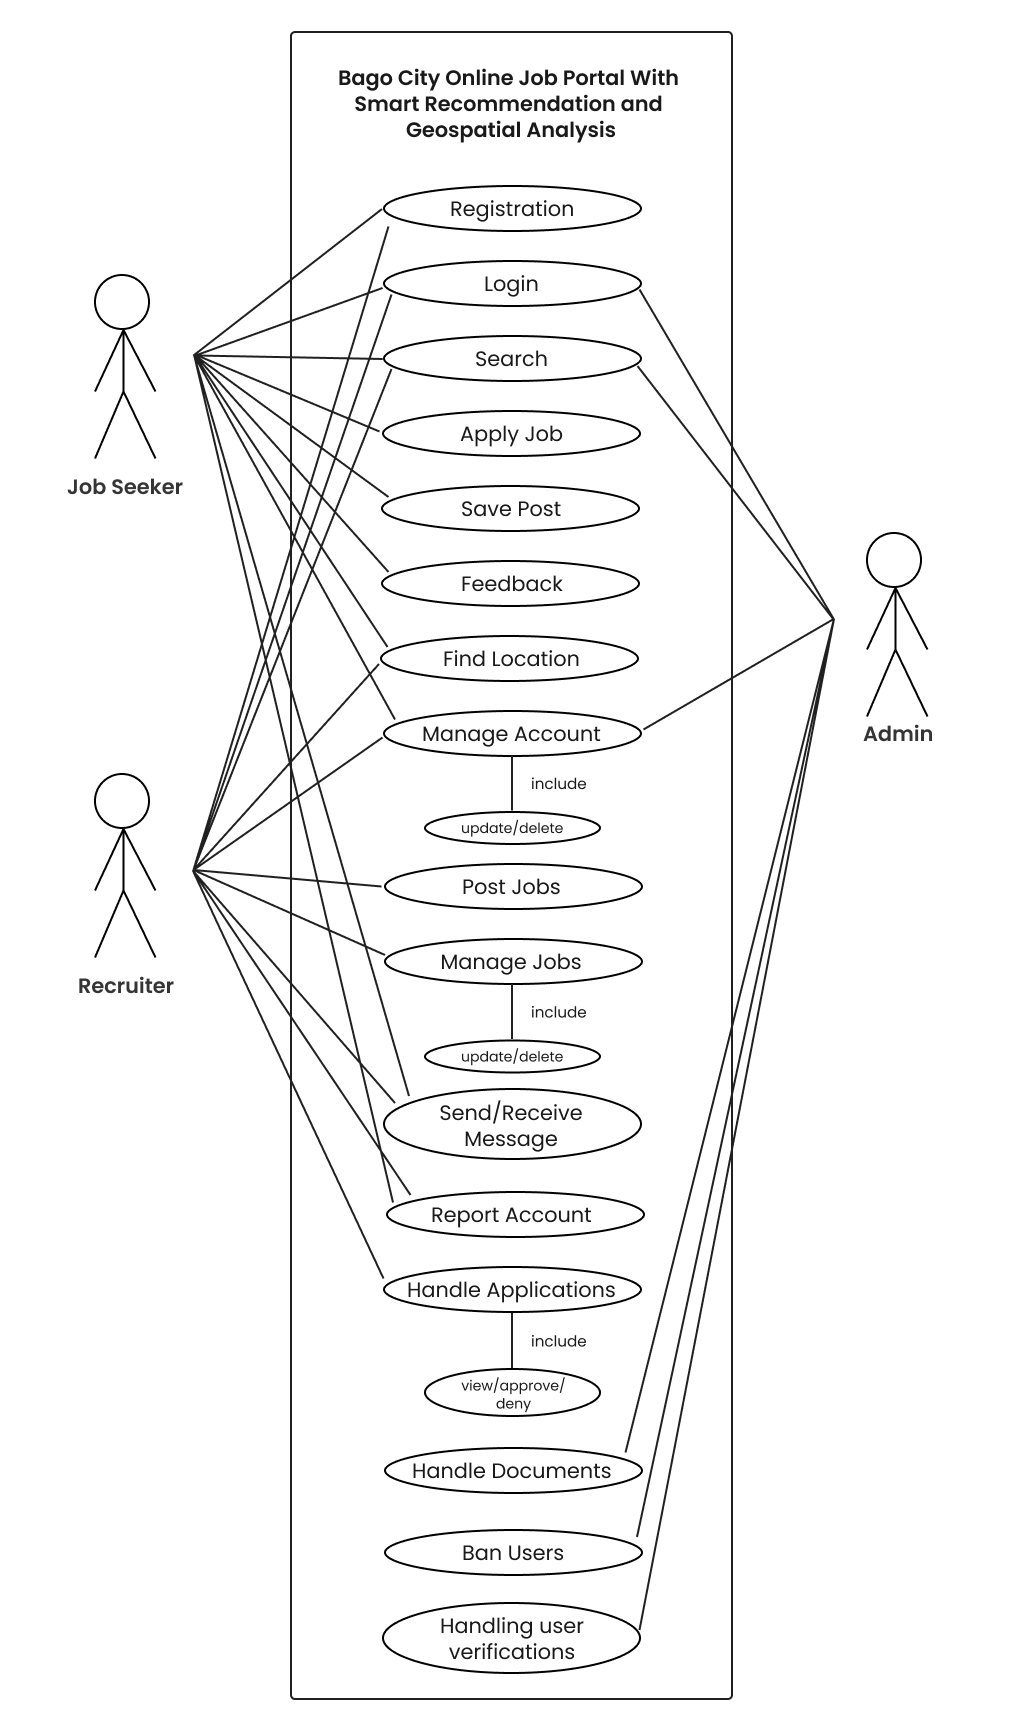 Bago City Online Job Portal With
Smart Recommendation and
Geospatial Analysis
Registration
Login
Search
Apply Job
Save Post
Feedback
Find Location
Manage Account
include
update/delete
Post Jobs
Manage Jobs
include
update/delete
Send/Receive
Message
Report Account
Handle Applications
include
view/approve/
deny
Handle Documents
Ban Users
Handling user
verifications
Job Seeker
Recruiter
Admin